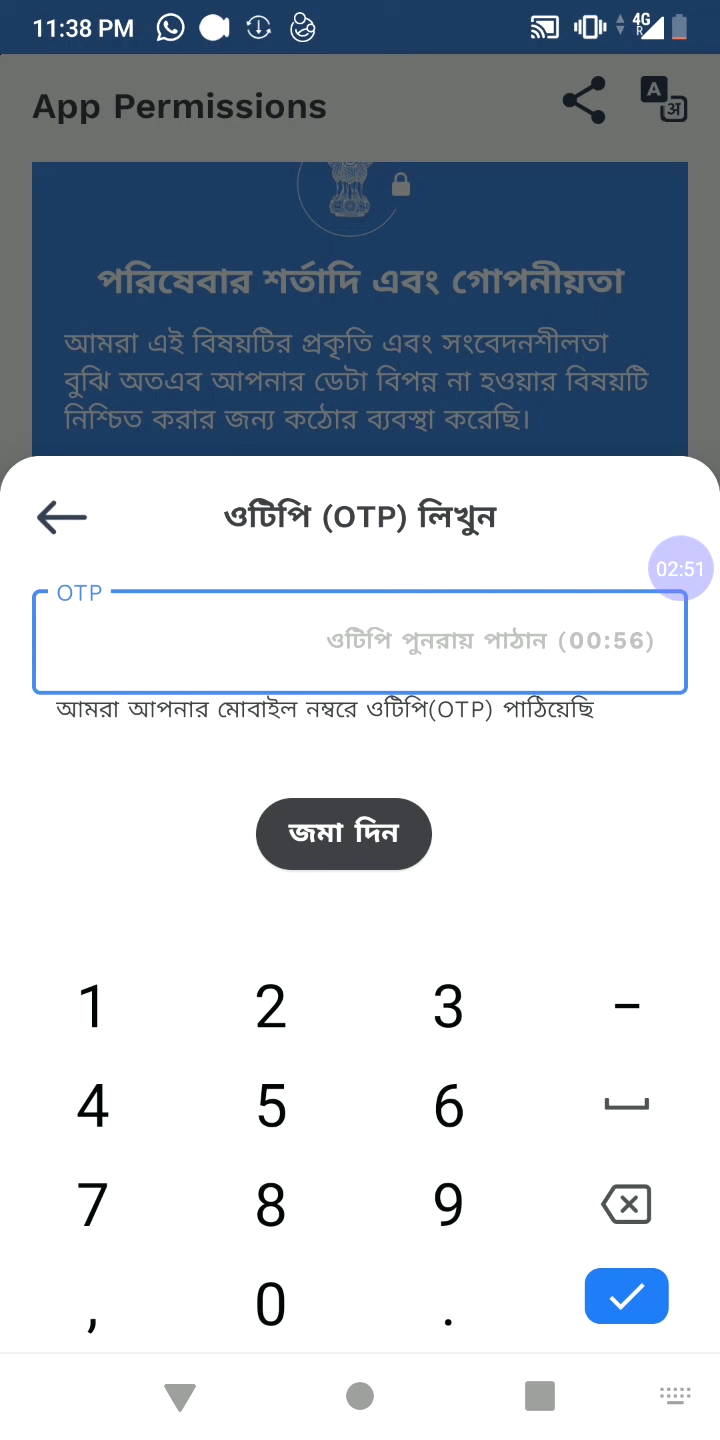 11:38 PM 4G R
App Permissions
A अ
পরিষেবার শর্তাদি এবং গোপনীয়তা
আমরা এই বিষয়টির প্রকৃতি এবং সংবেদনশীলতা
বুঝি অতএব আপনার ডেটা বিপন্ন না হওয়ার বিষয়টি
নিশ্চিত করার জন্য কঠোর ব্যবস্থা করেছি।
ওটিপি (OTP) লিখুন
02:51
OTP
ওটিপি পুনরায় পাঠান (00:56)
আমরা আপনার মোবাইল নম্বরে ওটিপি(OTP) পাঠিয়েছি
জমা দিন
1 2 3 –
4 5 6
7 8 9
, 0 .